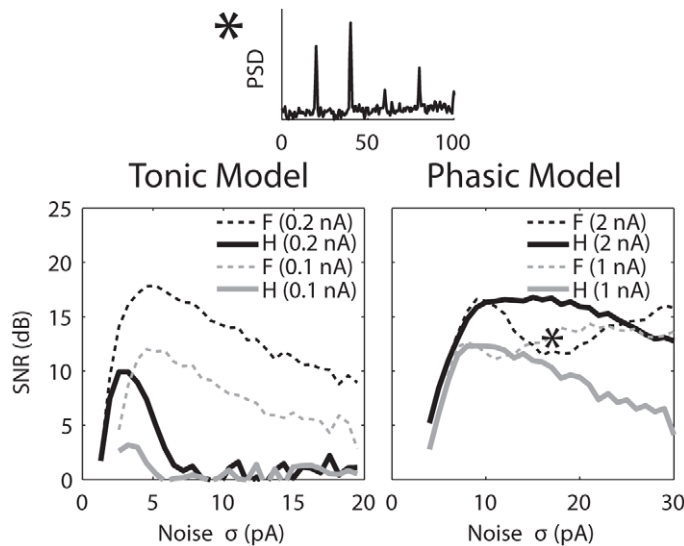 *
PSD
0 50 100
Tonic Model
Phasic Model
25
20
15
10
5
0
SNR (dB)
F (0.2 nA)
H (0.2 nA)
F (0.1 nA)
H (0.1 nA)
0 5 10 15 20
Noise σ (pA)
F (2 nA)
H (2 nA)
F (1 nA)
H (1 nA)
*
0 10 20 30
Noise σ (pA)